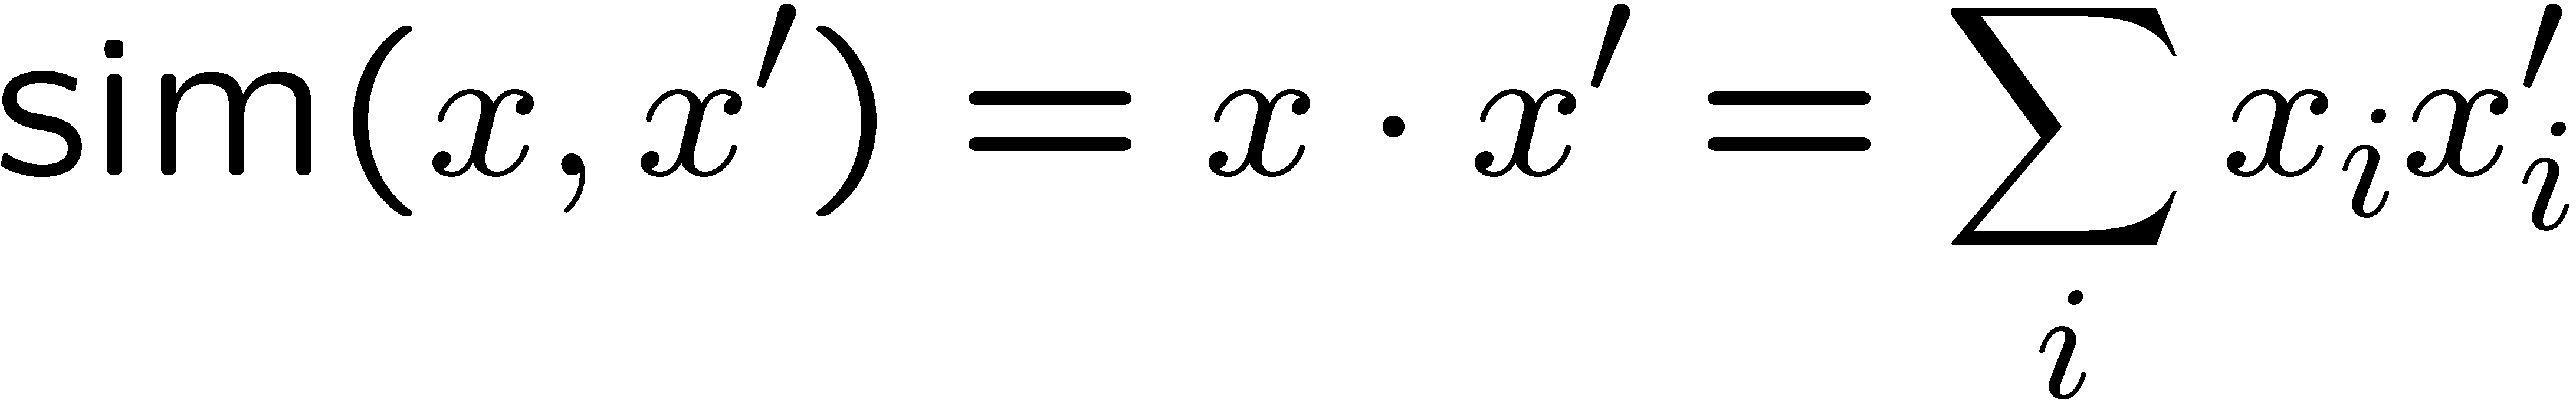 sim(x, x′) = x · x′ = ∑ᵢ xᵢx′ᵢ